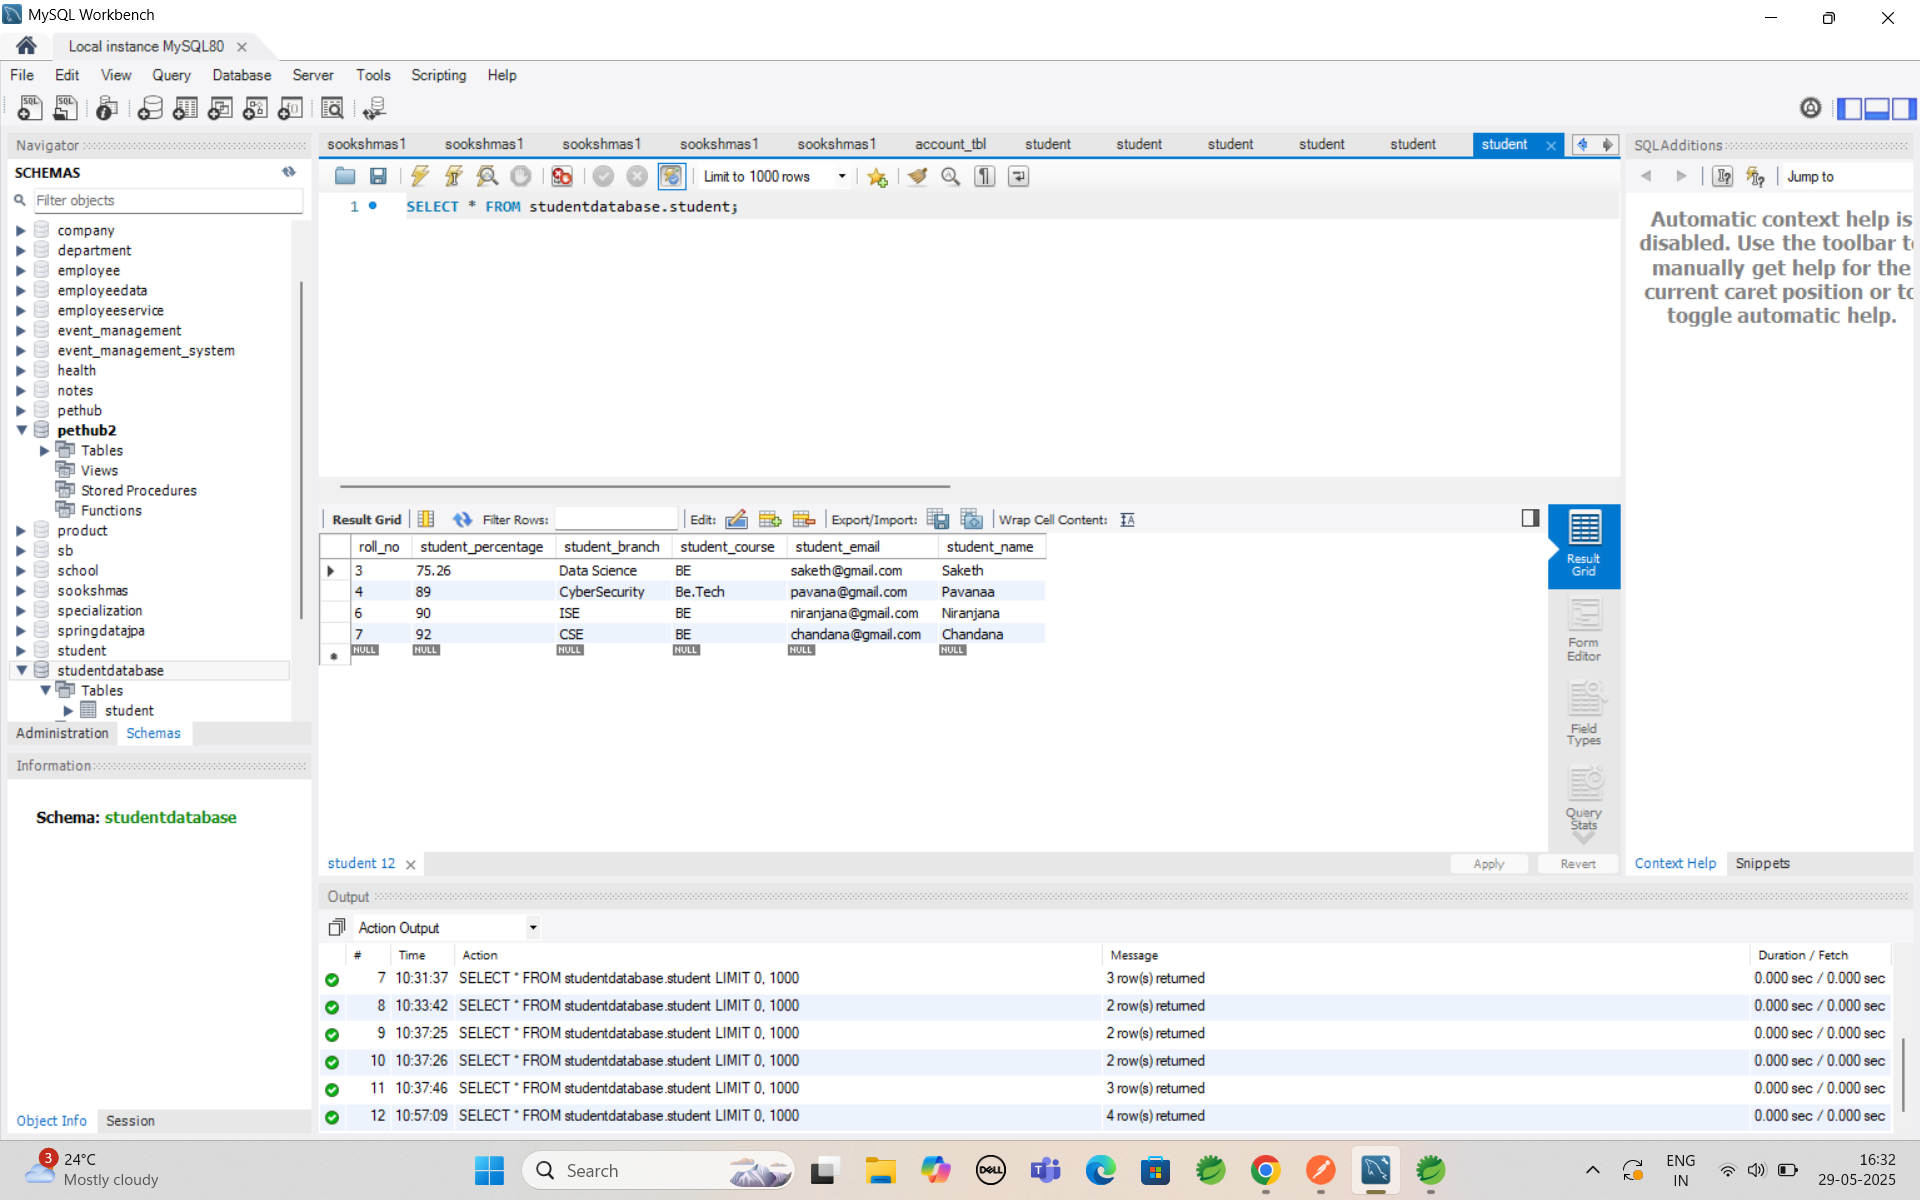 MySQL Workbench
Local instance MySQL80
File Edit View Query Database Server Tools Scripting Help
Navigator
SCHEMAS
Filter objects
company
department
employee
employeedata
employeeservice
event_management
event_management_system
health
notes
pethub
pethub2
Tables
Views
Stored Procedures
Functions
product
sb
school
sookshmas
specialization
springdatajpa
student
studentdatabase
Tables
student
Administration Schemas
Information
Schema: studentdatabase
Object Info Session
sookshmas1 sookshmas1 sookshmas1 sookshmas1 sookshmas1 account_tbl student student student student student student
Limit to 1000 rows
1 SELECT * FROM studentdatabase.student;
Result Grid Filter Rows: Edit: Export/Import: Wrap Cell Content:
roll_no student_percentage student_branch student_course student_email student_name
3 75.26 Data Science BE saketh@gmail.com Saketh
4 89 CyberSecurity Be.Tech pavana@gmail.com Pavanaa
6 90 ISE BE niranjana@gmail.com Niranjana
7 92 CSE BE chandana@gmail.com Chandana
NULL NULL NULL NULL NULL NULL
Result
Grid
Form
Editor
Field
Types
Query
Stats
student 12
Apply Revert
SQLAdditions
Jump to
Automatic context help is
disabled. Use the toolbar t
manually get help for the
current caret position or to
toggle automatic help.
Context Help Snippets
Output
Action Output
# Time Action Message Duration / Fetch
7 10:31:37 SELECT * FROM studentdatabase.student LIMIT 0, 1000 3 row(s) returned 0.000 sec / 0.000 sec
8 10:33:42 SELECT * FROM studentdatabase.student LIMIT 0, 1000 2 row(s) returned 0.000 sec / 0.000 sec
9 10:37:25 SELECT * FROM studentdatabase.student LIMIT 0, 1000 2 row(s) returned 0.000 sec / 0.000 sec
10 10:37:26 SELECT * FROM studentdatabase.student LIMIT 0, 1000 2 row(s) returned 0.000 sec / 0.000 sec
11 10:37:46 SELECT * FROM studentdatabase.student LIMIT 0, 1000 3 row(s) returned 0.000 sec / 0.000 sec
12 10:57:09 SELECT * FROM studentdatabase.student LIMIT 0, 1000 4 row(s) returned 0.000 sec / 0.000 sec
3
24°C
Mostly cloudy
Search
DELL
ENG
IN
16:32
29-05-2025